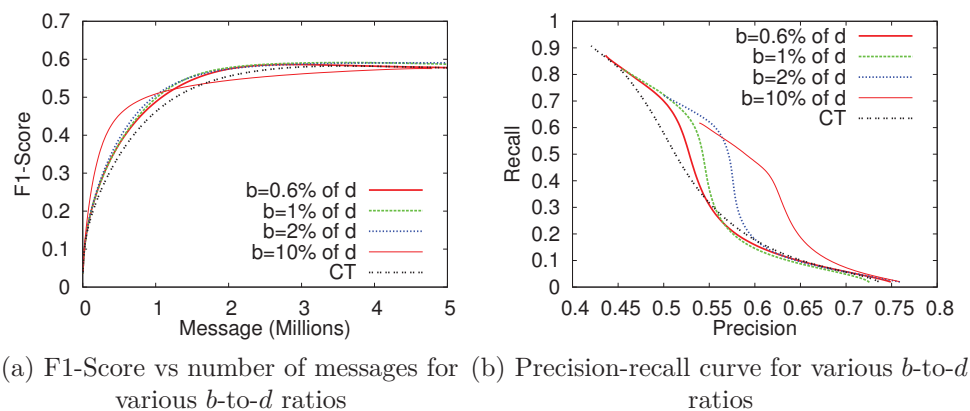 0.7
0.6
0.5
0.4
0.3
0.2
0.1
0
F1-Score
b=0.6% of d
b=1% of d
b=2% of d
b=10% of d
CT
0 1 2 3 4 5
Message (Millions)
1
0.9
0.8
0.7
0.6
0.5
0.4
0.3
0.2
0.1
0
Recall
b=0.6% of d
b=1% of d
b=2% of d
b=10% of d
CT
0.4 0.45 0.5 0.55 0.6 0.65 0.7 0.75 0.8
Precision
(a) F1-Score vs number of messages for
various b-to-d ratios
(b) Precision-recall curve for various b-to-d
ratios